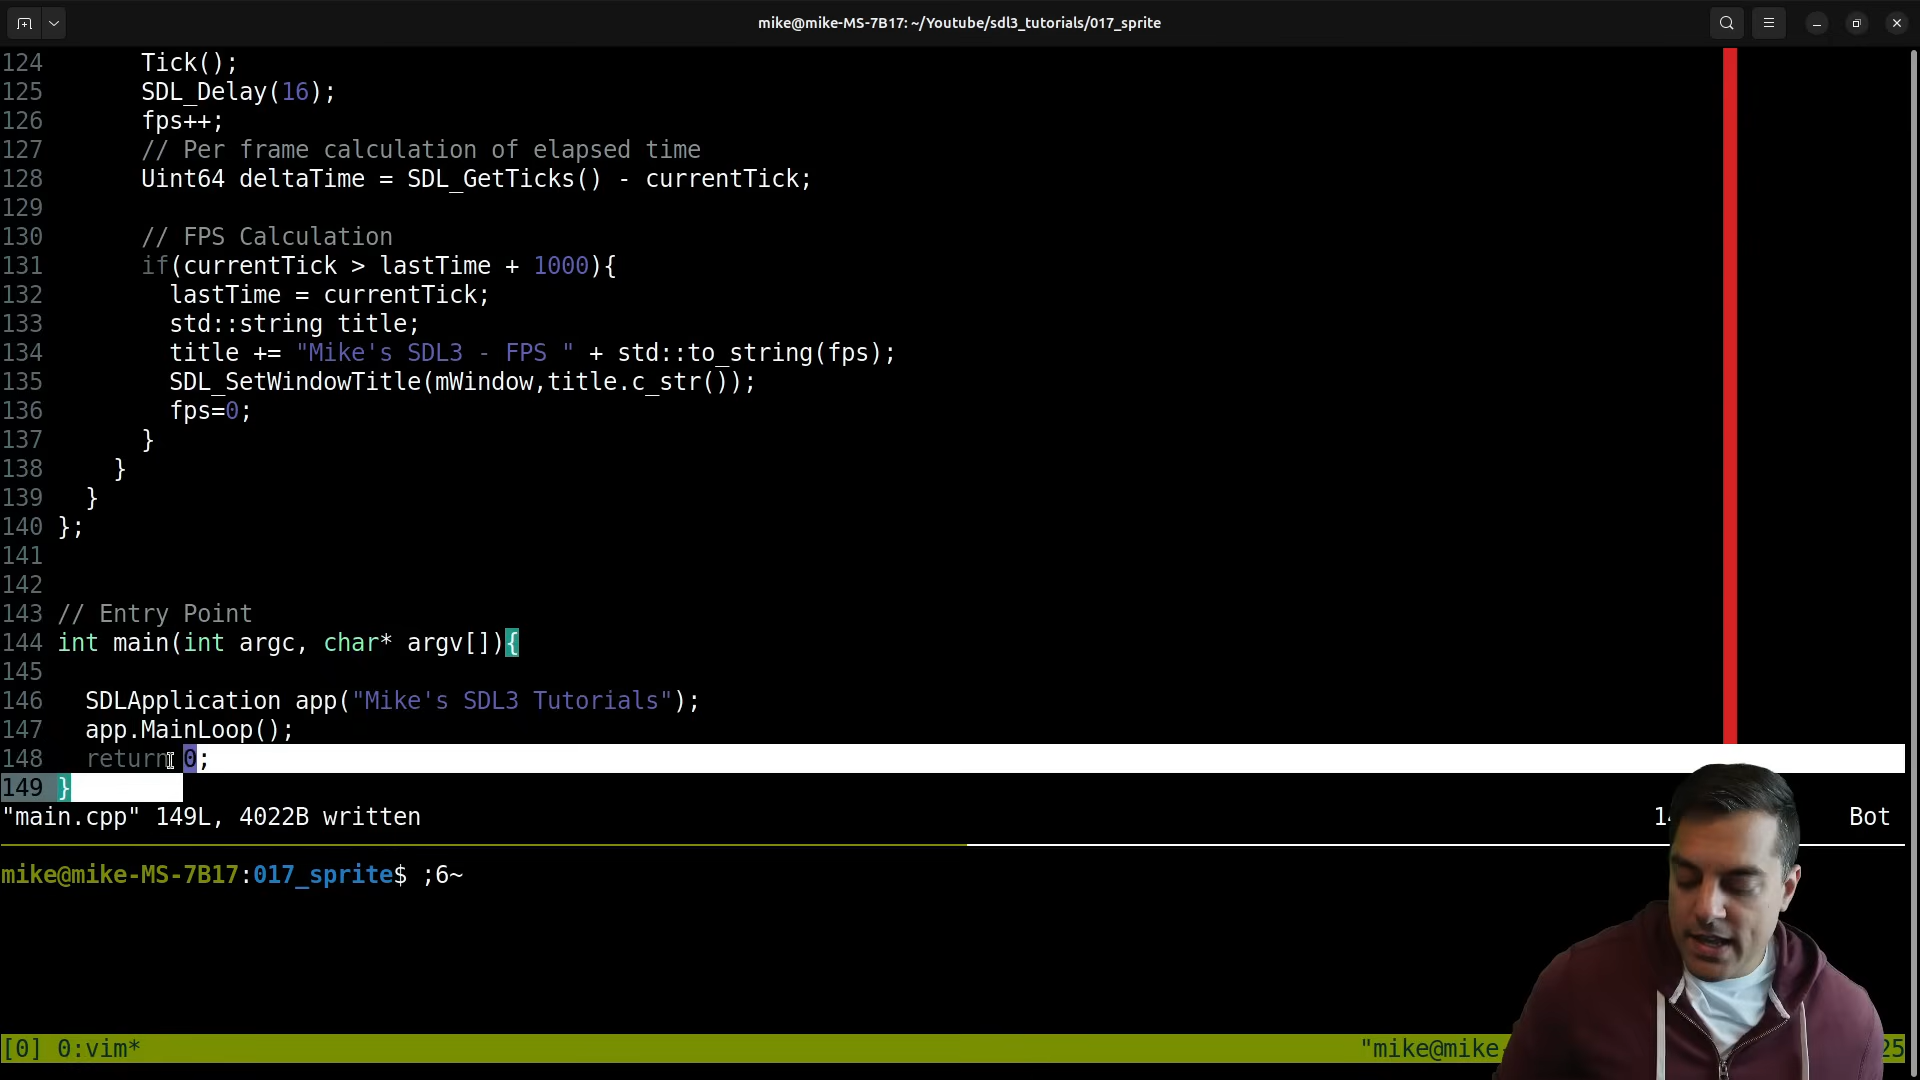 mike@mike-MS-7B17: ~/Youtube/sdl3_tutorials/017_sprite
124       Tick();
125       SDL_Delay(16);
126       fps++;
127       // Per frame calculation of elapsed time
128       Uint64 deltaTime = SDL_GetTicks() - currentTick;
129
130       // FPS Calculation
131       if(currentTick > lastTime + 1000){
132         lastTime = currentTick;
133         std::string title;
134         title += "Mike's SDL3 - FPS " + std::to_string(fps);
135         SDL_SetWindowTitle(mWindow,title.c_str());
136         fps=0;
137       }
138     }
139   }
140 };
141
142
143 // Entry Point
144 int main(int argc, char* argv[]){
145
146   SDLApplication app("Mike's SDL3 Tutorials");
147   app.MainLoop();
148   return 0;
149 }
"main.cpp" 149L, 4022B written Bot
mike@mike-MS-7B17:017_sprite$ ;6~
[0] 0:vim* "mike@mike- 25